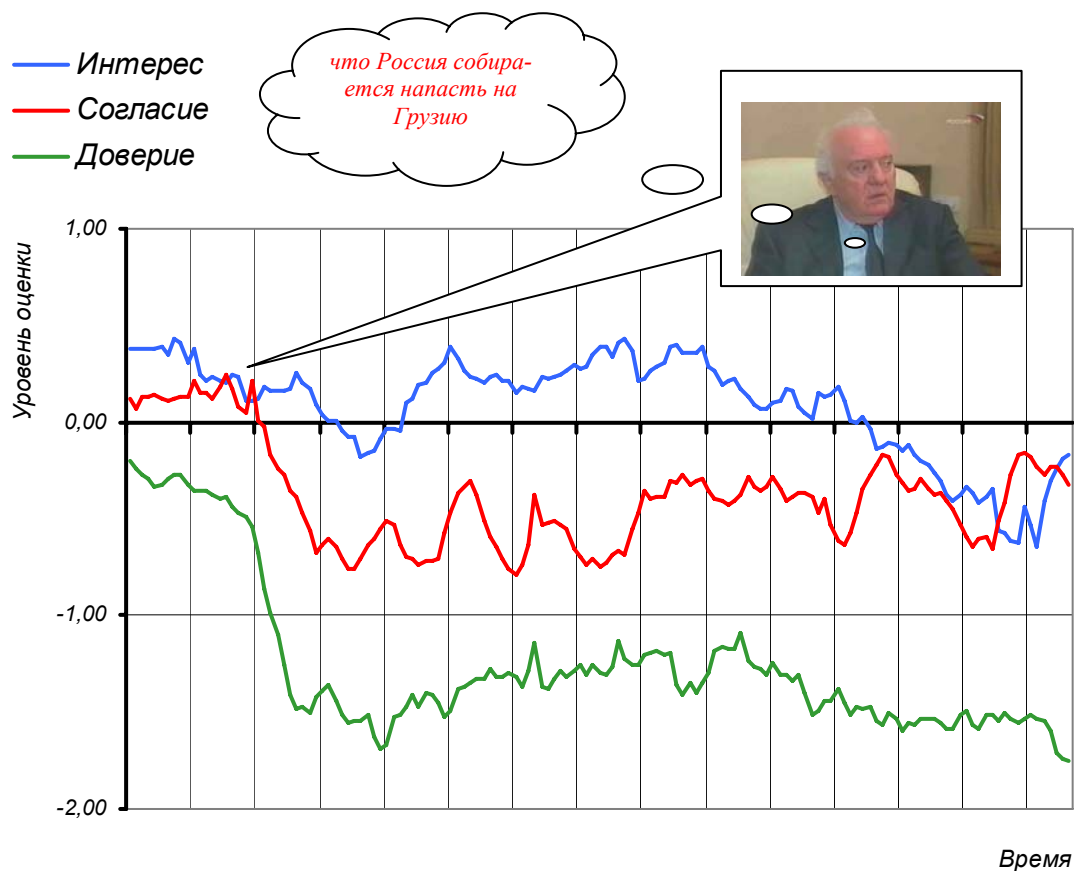 Интерес
Согласие
Доверие
что Россия собира-
ется напасть на
Грузию
РОССИЯ
Уровень оценки
1,00
0,00
-1,00
-2,00
Время